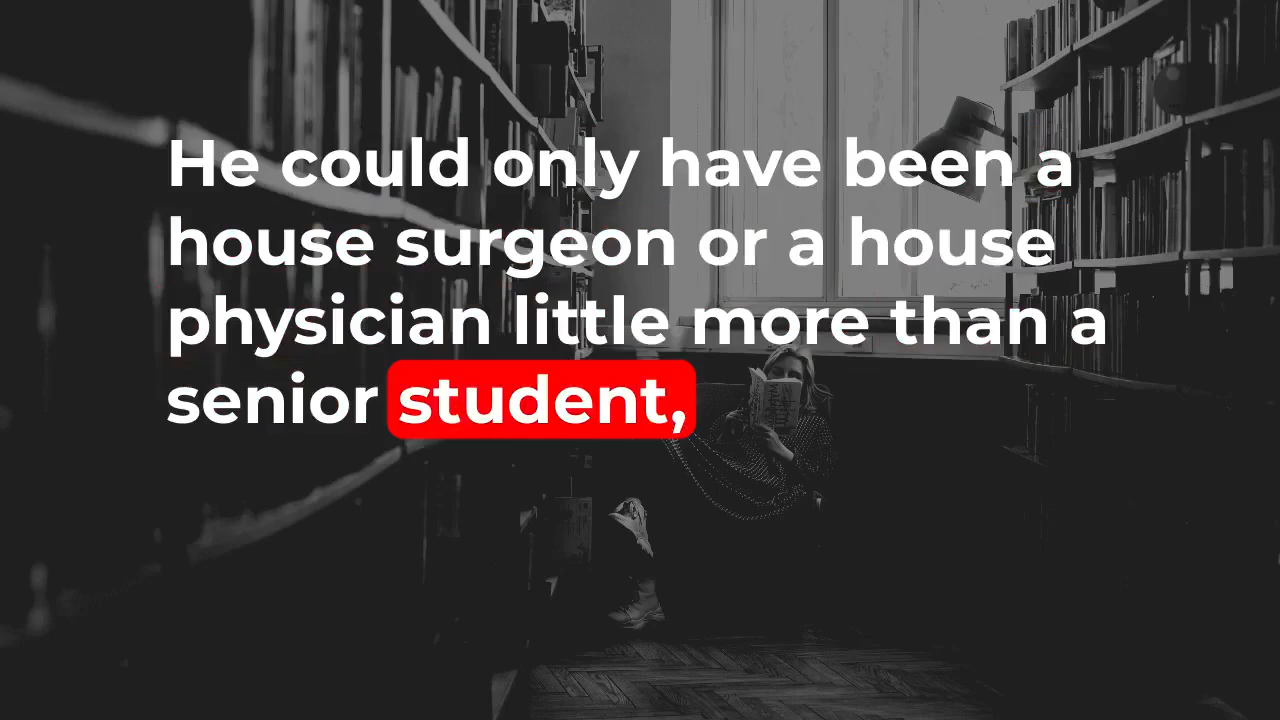 He could only have been a
house surgeon or a house
physician little more than a
senior student,